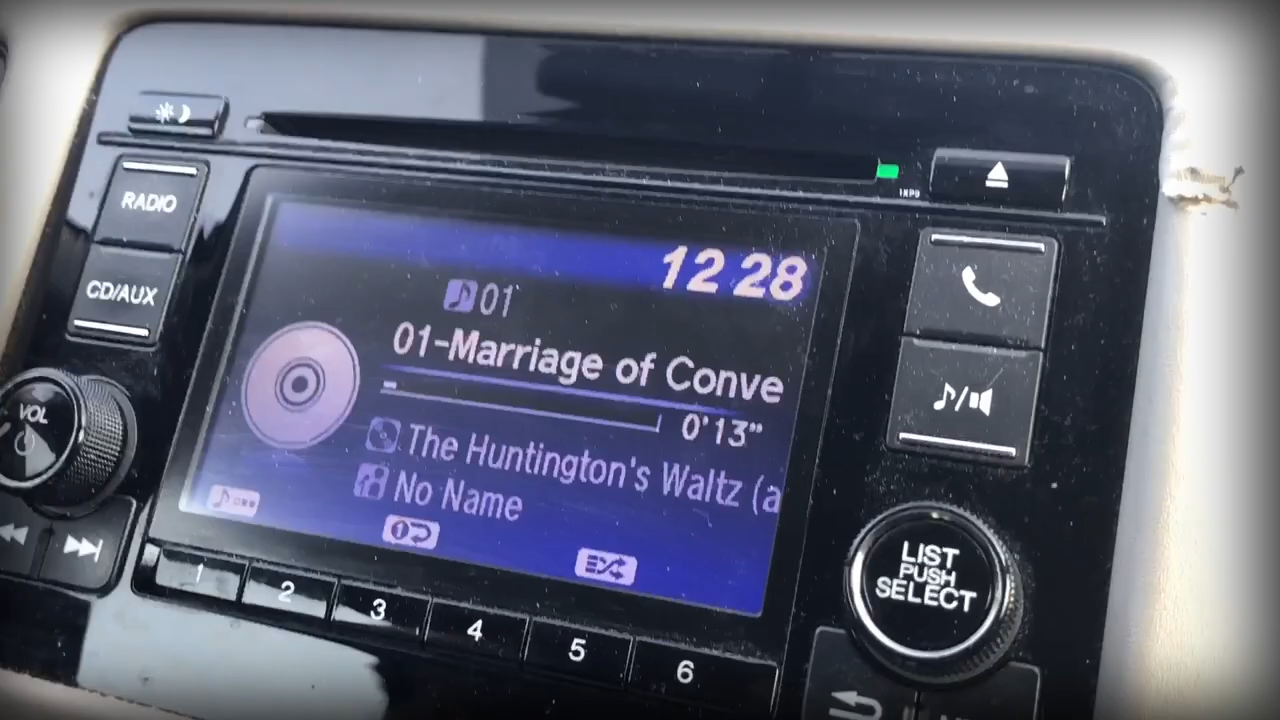 RADIO
CD/AUX
VOL
1XP9
12 28
01
01-Marriage of Conve
0'13"
The Huntington's Waltz (a
No Name
1
2
3
4
5
6
LIST
PUSH
SELECT